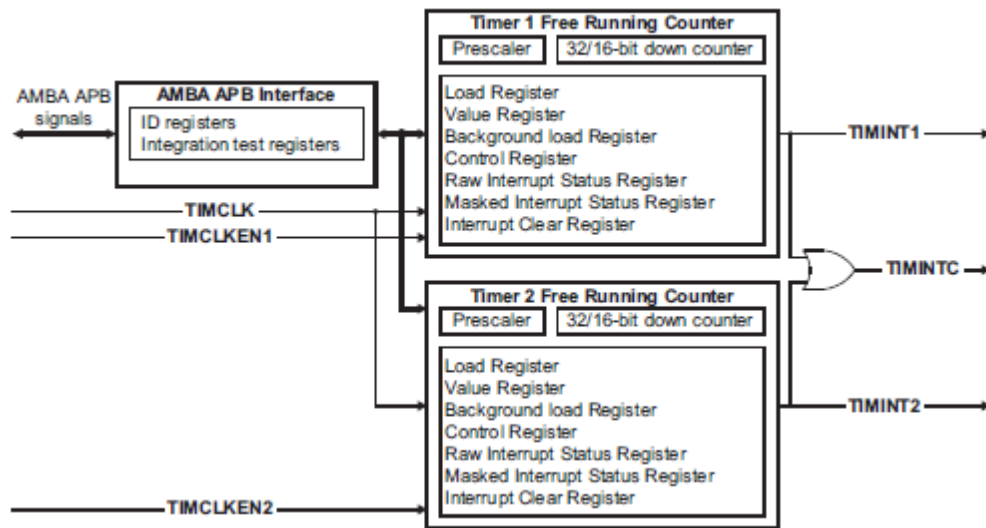 Timer 1 Free Running Counter
Prescaler
32/16-bit down counter
AMBA APB
signals
AMBA APB Interface
ID registers
Integration test registers
Load Register
Value Register
Background load Register
Control Register
Raw Interrupt Status Register
Masked Interrupt Status Register
Interrupt Clear Register
TIMINT1
TIMCLK
TIMCLKEN1
TIMINTC
Timer 2 Free Running Counter
Prescaler
32/16-bit down counter
Load Register
Value Register
Background load Register
Control Register
Raw Interrupt Status Register
Masked Interrupt Status Register
Interrupt Clear Register
TIMINT2
TIMCLKEN2